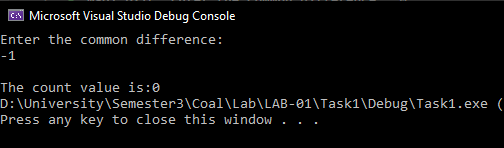 Microsoft Visual Studio Debug Console
Enter the common difference:
-1
The count value is:0
D:\University\Semester3\Coal\Lab\LAB-01\Task1\Debug\Task1.exe (
Press any key to close this window . . .